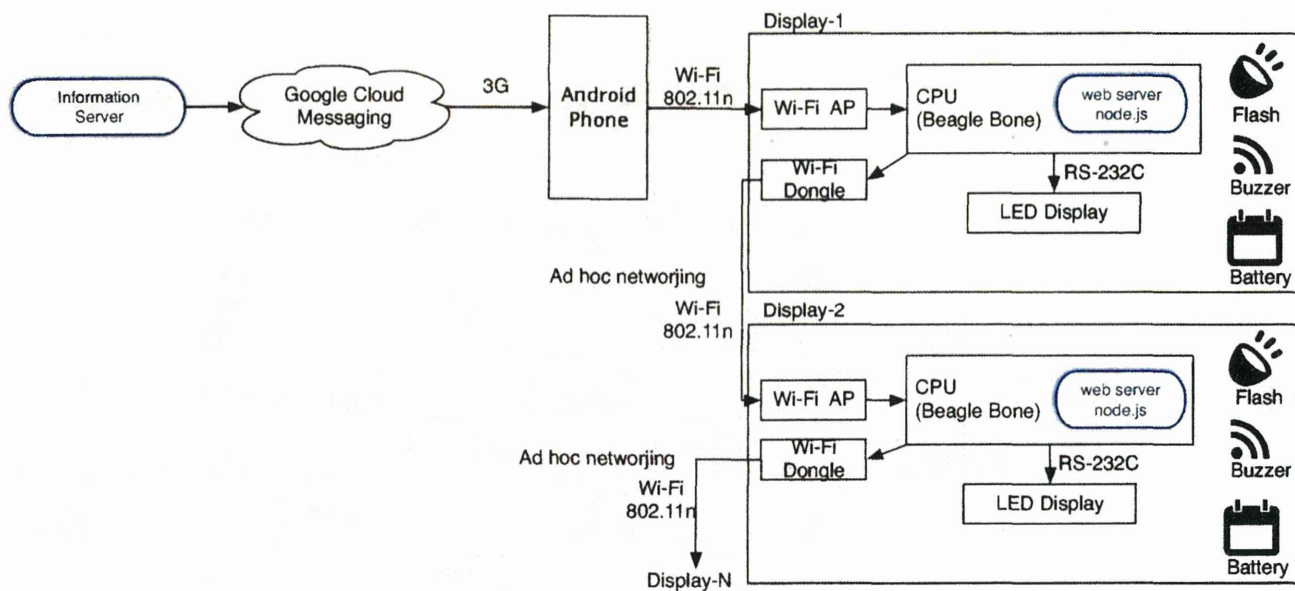 Information
Server
Google Cloud
Messaging
3G
Android
Phone
Wi-Fi
802.11n
Display-1
Wi-Fi AP
CPU
(Beagle Bone)
web server
node.js
Flash
Wi-Fi
Dongle
RS-232C
LED Display
Buzzer
Battery
Ad hoc networjing
Wi-Fi
802.11n
Display-2
Wi-Fi AP
CPU
(Beagle Bone)
web server
node.js
Flash
Wi-Fi
Dongle
RS-232C
LED Display
Buzzer
Battery
Ad hoc networjing
Wi-Fi
802.11n
Display-N